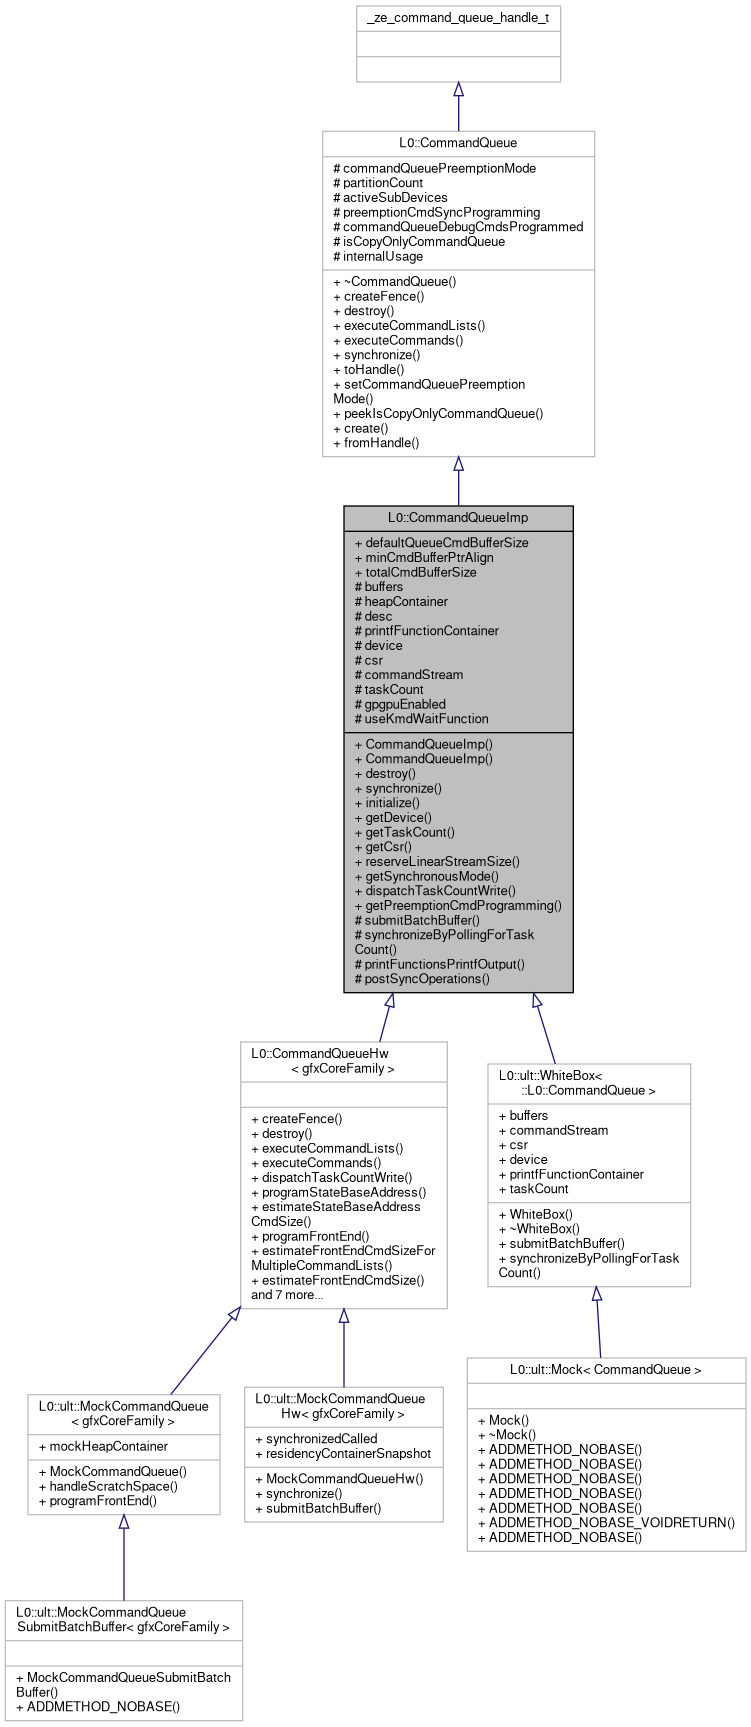 _ze_command_queue_handle_t
L0::CommandQueue
# commandQueuePreemptionMode
# partitionCount
# activeSubDevices
# preemptionCmdSyncProgramming
# commandQueueDebugCmdsProgrammed
# isCopyOnlyCommandQueue
# internalUsage
+ ~CommandQueue()
+ createFence()
+ destroy()
+ executeCommandLists()
+ executeCommands()
+ synchronize()
+ toHandle()
+ setCommandQueuePreemption
Mode()
+ peekIsCopyOnlyCommandQueue()
+ create()
+ fromHandle()
L0::CommandQueueImp
+ defaultQueueCmdBufferSize
+ minCmdBufferPtrAlign
+ totalCmdBufferSize
# buffers
# heapContainer
# desc
# printfFunctionContainer
# device
# csr
# commandStream
# taskCount
# gpgpuEnabled
# useKmdWaitFunction
+ CommandQueueImp()
+ CommandQueueImp()
+ destroy()
+ synchronize()
+ initialize()
+ getDevice()
+ getTaskCount()
+ getCsr()
+ reserveLinearStreamSize()
+ getSynchronousMode()
+ dispatchTaskCountWrite()
+ getPreemptionCmdProgramming()
# submitBatchBuffer()
# synchronizeByPollingForTask
Count()
# printFunctionsPrintfOutput()
# postSyncOperations()
L0::CommandQueueHw
< gfxCoreFamily >
+ createFence()
+ destroy()
+ executeCommandLists()
+ executeCommands()
+ dispatchTaskCountWrite()
+ programStateBaseAddress()
+ estimateStateBaseAddress
CmdSize()
+ programFrontEnd()
+ estimateFrontEndCmdSizeFor
MultipleCommandLists()
+ estimateFrontEndCmdSize()
and 7 more...
L0::ult::WhiteBox<
::L0::CommandQueue >
+ buffers
+ commandStream
+ csr
+ device
+ printfFunctionContainer
+ taskCount
+ WhiteBox()
+ ~WhiteBox()
+ submitBatchBuffer()
+ synchronizeByPollingForTask
Count()
L0::ult::MockCommandQueue
< gfxCoreFamily >
+ mockHeapContainer
+ MockCommandQueue()
+ handleScratchSpace()
+ programFrontEnd()
L0::ult::MockCommandQueue
Hw< gfxCoreFamily >
+ synchronizedCalled
+ residencyContainerSnapshot
+ MockCommandQueueHw()
+ synchronize()
+ submitBatchBuffer()
L0::ult::Mock< CommandQueue >
+ Mock()
+ ~Mock()
+ ADDMETHOD_NOBASE()
+ ADDMETHOD_NOBASE()
+ ADDMETHOD_NOBASE()
+ ADDMETHOD_NOBASE()
+ ADDMETHOD_NOBASE()
+ ADDMETHOD_NOBASE_VOIDRETURN()
+ ADDMETHOD_NOBASE()
L0::ult::MockCommandQueue
SubmitBatchBuffer< gfxCoreFamily >
+ MockCommandQueueSubmitBatch
Buffer()
+ ADDMETHOD_NOBASE()